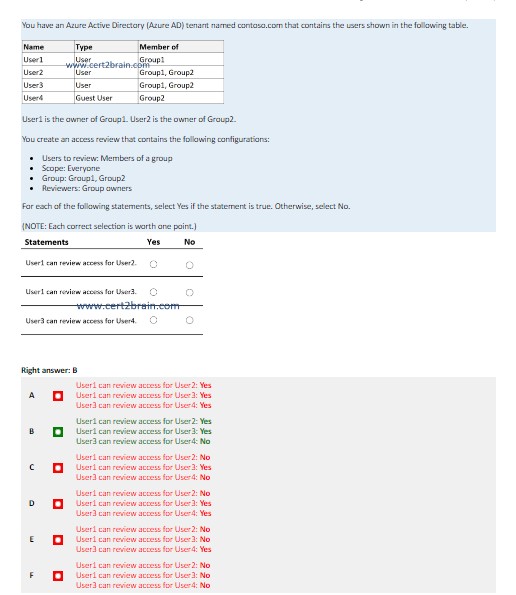 You have an Azure Active Directory (Azure AD) tenant named contoso.com that contains the users shown in the following table.
Name Type Member of
User1 User Group1
www.cert2brain.com
User2 User Group1, Group2
User3 User Group1, Group2
User4 Guest User Group2
User1 is the owner of Group1. User2 is the owner of Group2.
You create an access review that contains the following configurations:
• Users to review: Members of a group
• Scope: Everyone
• Group: Group1, Group2
• Reviewers: Group owners
For each of the following statements, select Yes if the statement is true. Otherwise, select No.
(NOTE: Each correct selection is worth one point.)
Statements Yes No
User1 can review access for User2.
User1 can review access for User3.
www.cert2brain.com
User3 can review access for User4.
Right answer: B
User1 can review access for User2: Yes
A User1 can review access for User3: Yes
User3 can review access for User4: Yes
User1 can review access for User2: Yes
B User1 can review access for User3: Yes
User3 can review access for User4: No
User1 can review access for User2: No
C User1 can review access for User3: Yes
User3 can review access for User4: No
User1 can review access for User2: No
D User1 can review access for User3: Yes
User3 can review access for User4: Yes
User1 can review access for User2: No
E User1 can review access for User3: No
User3 can review access for User4: Yes
User1 can review access for User2: No
F User1 can review access for User3: No
User3 can review access for User4: No